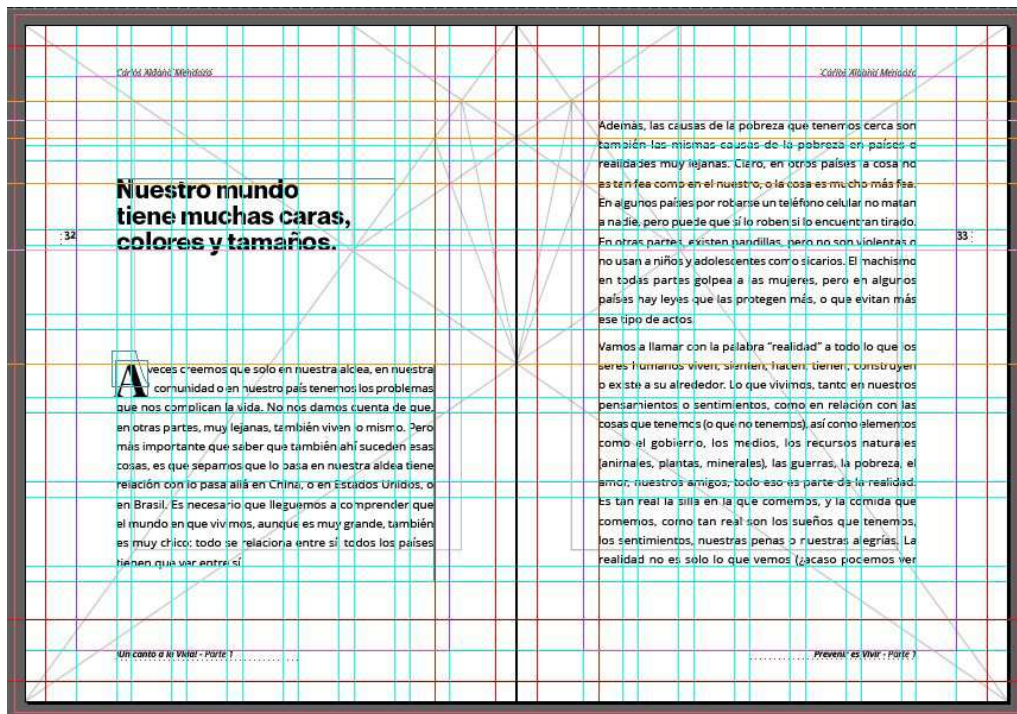 Carlos Aldana Mendoza
Nuestro mundo
tiene muchas caras,
colores y tamaños.
32
A veces creemos que solo en nuestra aldea, en nuestra
comunidad o en nuestro país tenemos los problemas
que nos complican la vida. No nos damos cuenta de que,
en otras partes, muy lejanas, también viven lo mismo. Pero
más importante que saber que también ahí suceden esas
cosas, es que sepamos que lo pasa en nuestra aldea tiene
relación con lo pasa allá en China, o en Estados Unidos, o
en Brasil. Es necesario que lleguemos a comprender que
el mundo en que vivimos, aunque es muy grande, también
es muy chico: todo se relaciona entre sí, todos los países
tienen que ver entre sí.
Un canto a la Vida! - Parte 1
Carlos Aldana Mendoza
Además, las causas de la pobreza que tenemos cerca son
también las mismas causas de la pobreza en países o
realidades muy lejanas. Claro, en otros países la cosa no
es tan fea como en el nuestro, o la cosa es mucho más fea.
En algunos países por robarse un teléfono celular no matan
a nadie, pero puede que sí lo roben si lo encuentran tirado.
En otras partes, existen pandillas, pero no son violentas o
no usan a niños y adolescentes como sicarios. El machismo
en todas partes golpea a las mujeres, pero en algunos
países hay leyes que las protegen más, o que evitan más
ese tipo de actos.
33
Vamos a llamar con la palabra "realidad" a todo lo que los
seres humanos viven, sienten, hacen, tienen, construyen
o existe a su alrededor. Lo que vivimos, tanto en nuestros
pensamientos o sentimientos, como en relación con las
cosas que tenemos (o que no tenemos), así como elementos
como el gobierno, los medios, los recursos naturales
(animales, plantas, minerales), las guerras, la pobreza, el
amor, nuestros amigos, todo eso es parte de la realidad.
Es tan real la silla en la que comemos, y la comida que
comemos, como tan real son los sueños que tenemos,
los sentimientos, nuestras penas o nuestras alegrías. La
realidad no es solo lo que vemos (¿acaso podemos ver
Prevenir es Vivir - Parte 1